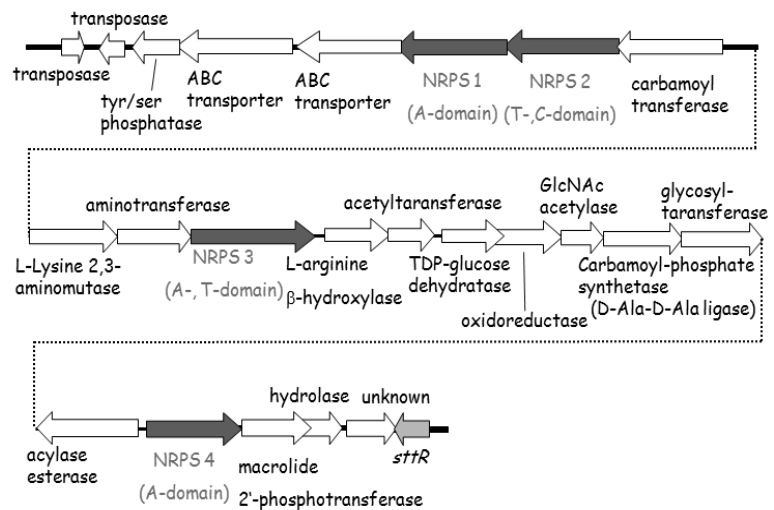 transposase
transposase
tyr/ser
phosphatase
ABC
transporter
ABC
transporter
NRPS 1
(A-domain)
NRPS 2
(T-,C-domain)
carbamoyl
transferase
L-Lysine 2,3-
aminomutase
aminotransferase
NRPS 3
(A-, T-domain)
L-arginine
β-hydroxylase
acetyltaransferase
TDP-glucose
dehydratase
oxidoreductase
GlcNAc
acetylase
Carbamoyl-phosphate
synthetase
(D-Ala-D-Ala ligase)
glycosyl-
taransferase
acylase
esterase
NRPS 4
(A-domain)
macrolide
2'-phosphotransferase
hydrolase
unknown
sttR